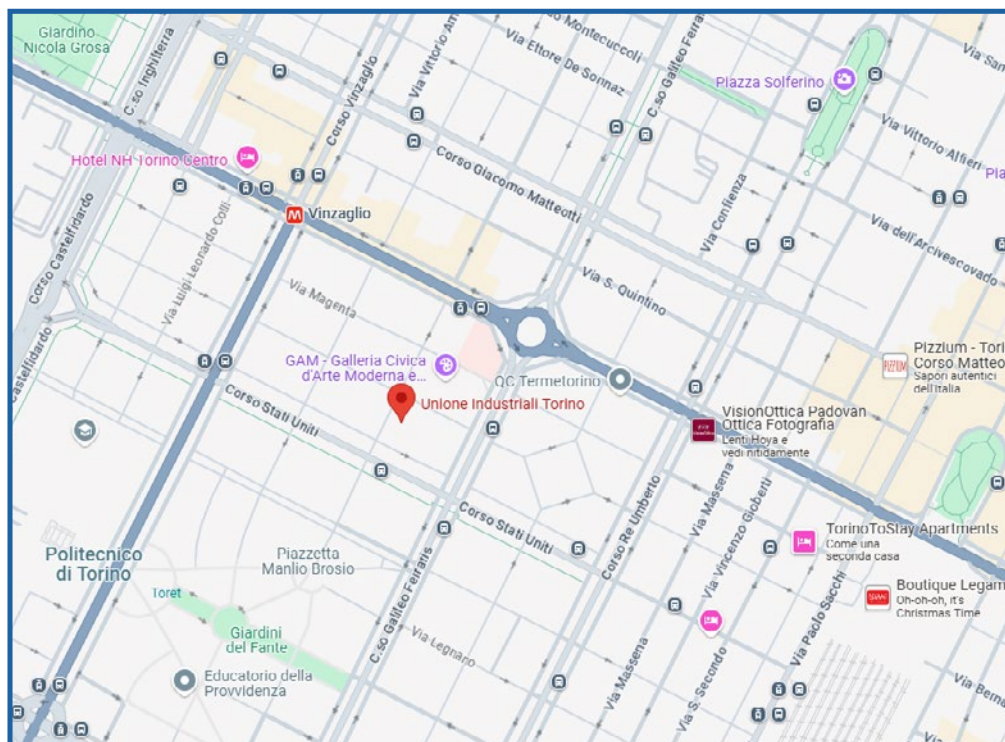 Giardino
Nicola Grosa
C.so Inghilterra
Via Vittorio Am
Via Ettore De Sonnaz
Montecuccoli
C.so Galileo Ferraris
Via San
Piazza Solferino
Via Vittorio Alfieri
Pia
Hotel NH Torino Centro
Corso Vinzaglio
Corso Giacomo Matteotti
Via Confienza
Via dell'Arcivescovado
Vinzaglio
Corso Castelfidardo
Via Luigi Leonardo Colli
Via Magenta
Via S. Quintino
Castelfidardo
GAM - Galleria Civica
d'Arte Moderna e...
Unione Industriali Torino
QC Termetorino
Pizzium - Tori
Corso Matteo
Sapori autentici
dell'Italia
VisionOttica Padovan
Ottica Fotografia
Lenti Hoya e
vedi nitidamente
Corso Stati Uniti
Corso Stati Uniti
Corso Re Umberto
Via Massena
Via Vincenzo Gioberti
TorinoToStay Apartments
Come una
seconda casa
Boutique Legam
Oh-oh-oh, it's
Christmas Time
Politecnico
di Torino
Piazzetta
Manlio Brosio
Toret
Giardini
del Fante
C.so Galileo Ferraris
Via Legnano
Educatorio della
Provvidenza
Via Massena
Via S. Secondo
Via Paolo Sacchi
Via Berna